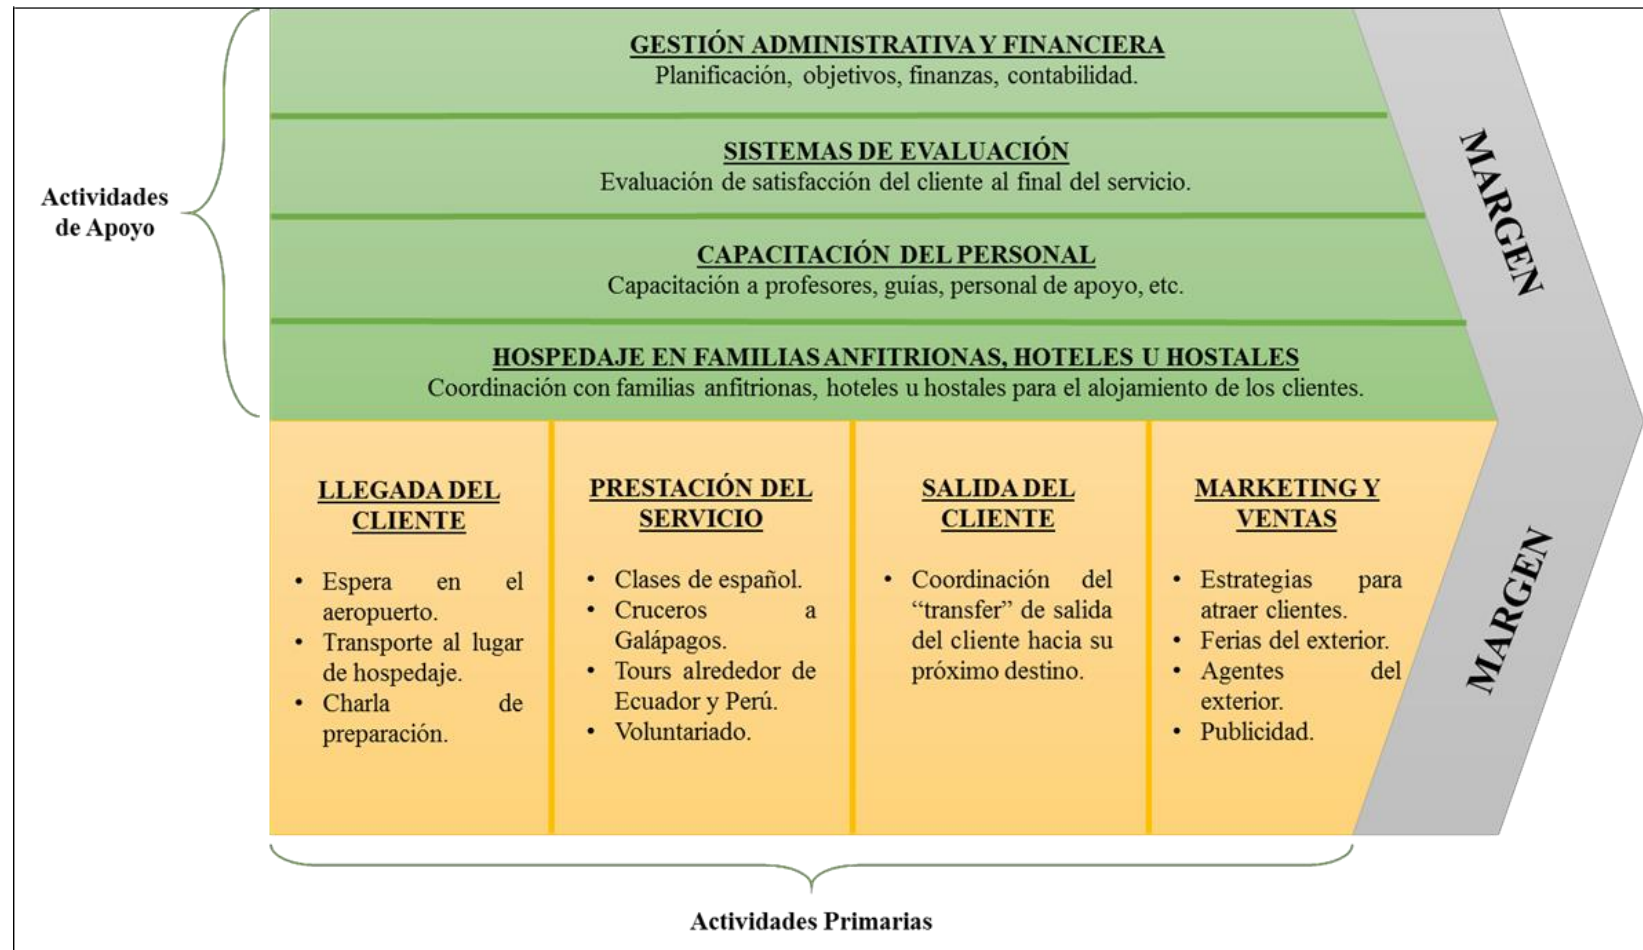 GESTIÓN ADMINISTRATIVA Y FINANCIERA
Planificación, objetivos, finanzas, contabilidad.
SISTEMAS DE EVALUACIÓN
Evaluación de satisfacción del cliente al final del servicio.
Actividades
de Apoyo
CAPACITACIÓN DEL PERSONAL
Capacitación a profesores, guías, personal de apoyo, etc.
HOSPEDAJE EN FAMILIAS ANFITRIONAS, HOTELES U HOSTALES
Coordinación con familias anfitrionas, hoteles u hostales para el alojamiento de los clientes.
MARGEN
LLEGADA DEL
CLIENTE
• Espera en el
aeropuerto.
• Transporte al lugar
de hospedaje.
• Charla de
preparación.
PRESTACIÓN DEL
SERVICIO
• Clases de español.
• Cruceros a
Galápagos.
• Tours alrededor de
Ecuador y Perú.
• Voluntariado.
SALIDA DEL
CLIENTE
• Coordinación del
“transfer” de salida
del cliente hacia su
próximo destino.
MARKETING Y
VENTAS
• Estrategias para
atraer clientes.
• Ferias del exterior.
• Agentes del
exterior.
• Publicidad.
MARGEN
Actividades Primarias